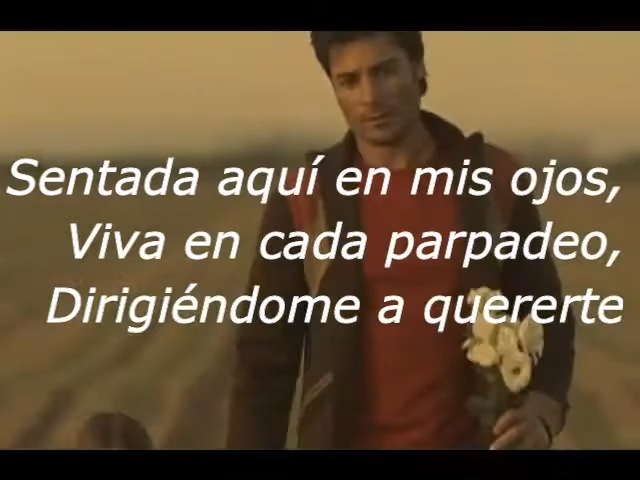 Sentada aquí en mis ojos,
Viva en cada parpadeo,
Dirigiéndome a quererte